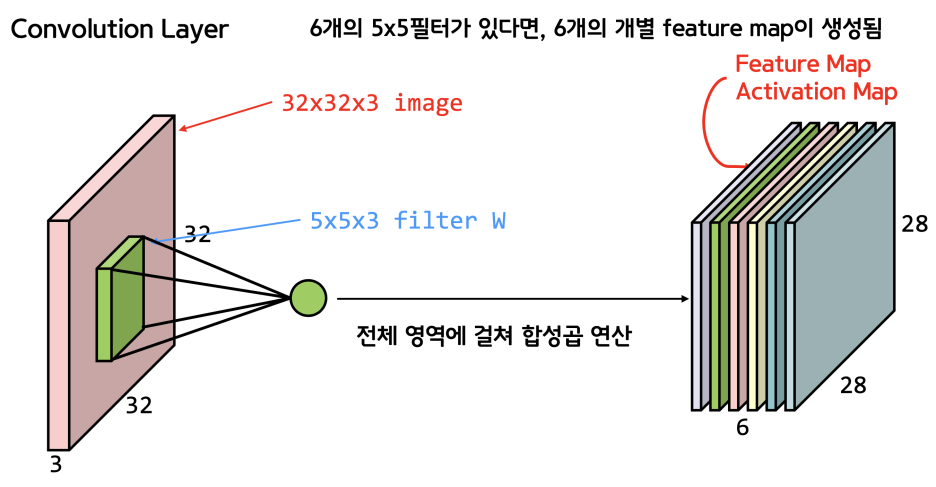 Convolution Layer
6개의 5x5필터가 있다면, 6개의 개별 feature map이 생성됨
Feature Map
Activation Map
32x32x3 image
5x5x3 filter W
32
28
전체 영역에 걸쳐 합성곱 연산
28
32
6
3